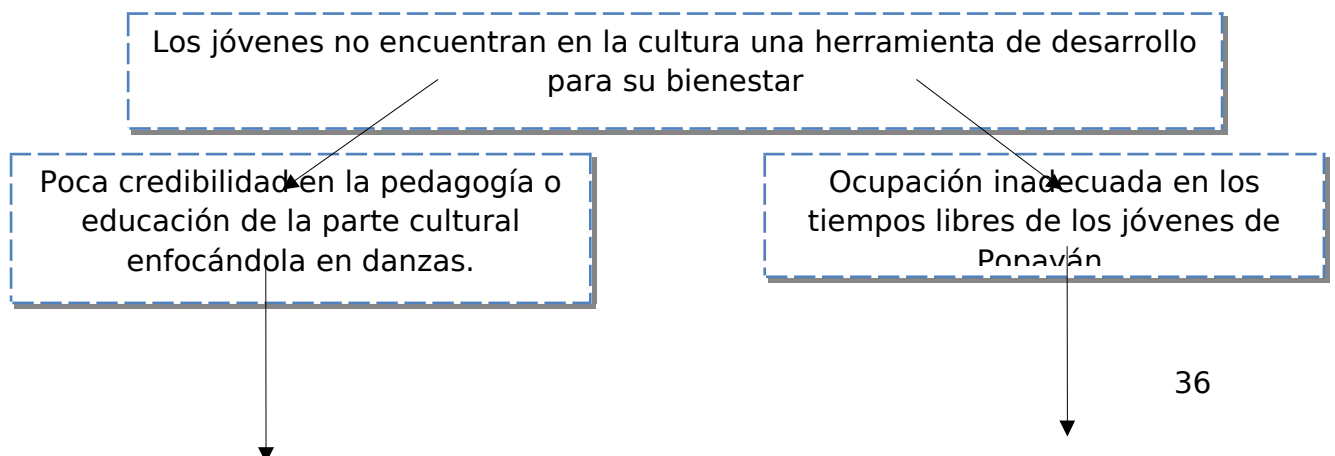 Los jóvenes no encuentran en la cultura una herramienta de desarrollo
para su bienestar
Poca credibilidad en la pedagogía o
educación de la parte cultural
enfocándola en danzas.
Ocupación inadecuada en los
tiempos libres de los jóvenes de
Popayán
36